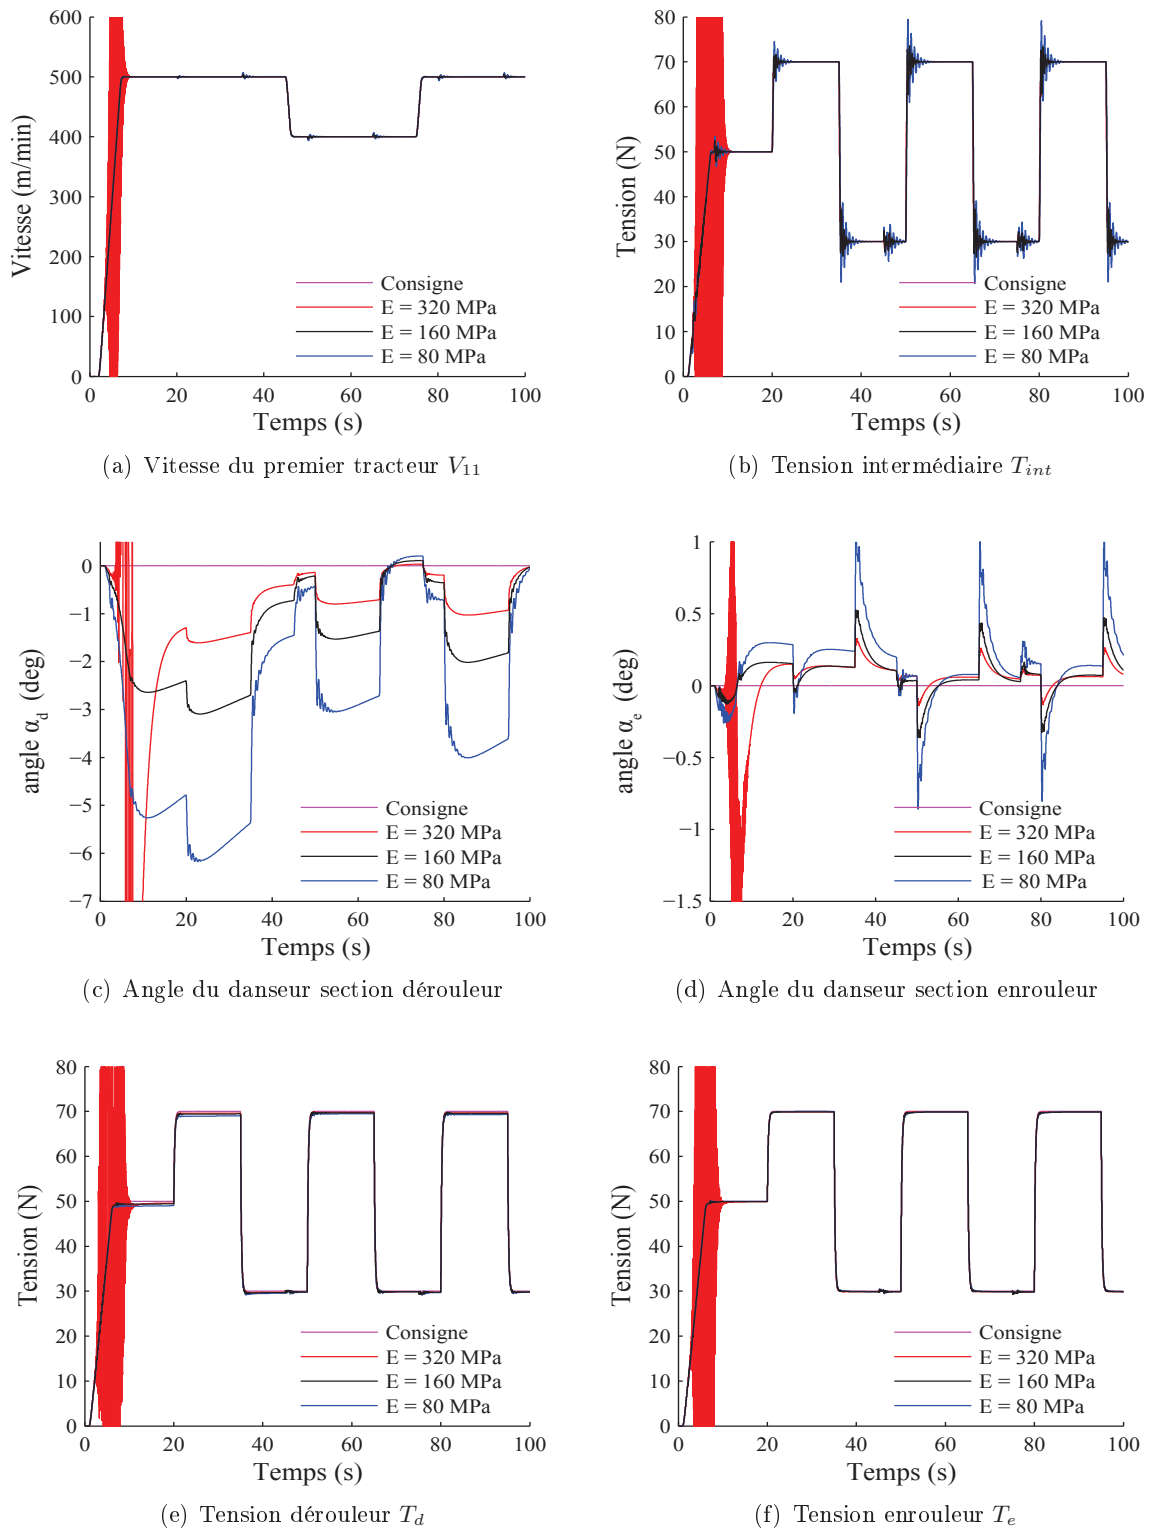 600
500
400
300
200
100
0
0 20 40 60 80 100
Vitesse (m/min)
Temps (s)
Consigne
E = 320 MPa
E = 160 MPa
E = 80 MPa
(a) Vitesse du premier tracteur V₁₁
80
70
60
50
40
30
20
10
0
0 20 40 60 80 100
Tension (N)
Temps (s)
Consigne
E = 320 MPa
E = 160 MPa
E = 80 MPa
(b) Tension intermédiaire T_int
0
−1
−2
−3
−4
−5
−6
−7
0 20 40 60 80 100
angle α_d (deg)
Temps (s)
Consigne
E = 320 MPa
E = 160 MPa
E = 80 MPa
(c) Angle du danseur section dérouleur
1
0.5
0
−0.5
−1
−1.5
0 20 40 60 80 100
angle α_e (deg)
Temps (s)
Consigne
E = 320 MPa
E = 160 MPa
E = 80 MPa
(d) Angle du danseur section enrouleur
80
70
60
50
40
30
20
10
0
0 20 40 60 80 100
Tension (N)
Temps (s)
Consigne
E = 320 MPa
E = 160 MPa
E = 80 MPa
(e) Tension dérouleur T_d
80
70
60
50
40
30
20
10
0
0 20 40 60 80 100
Tension (N)
Temps (s)
Consigne
E = 320 MPa
E = 160 MPa
E = 80 MPa
(f) Tension enrouleur T_e